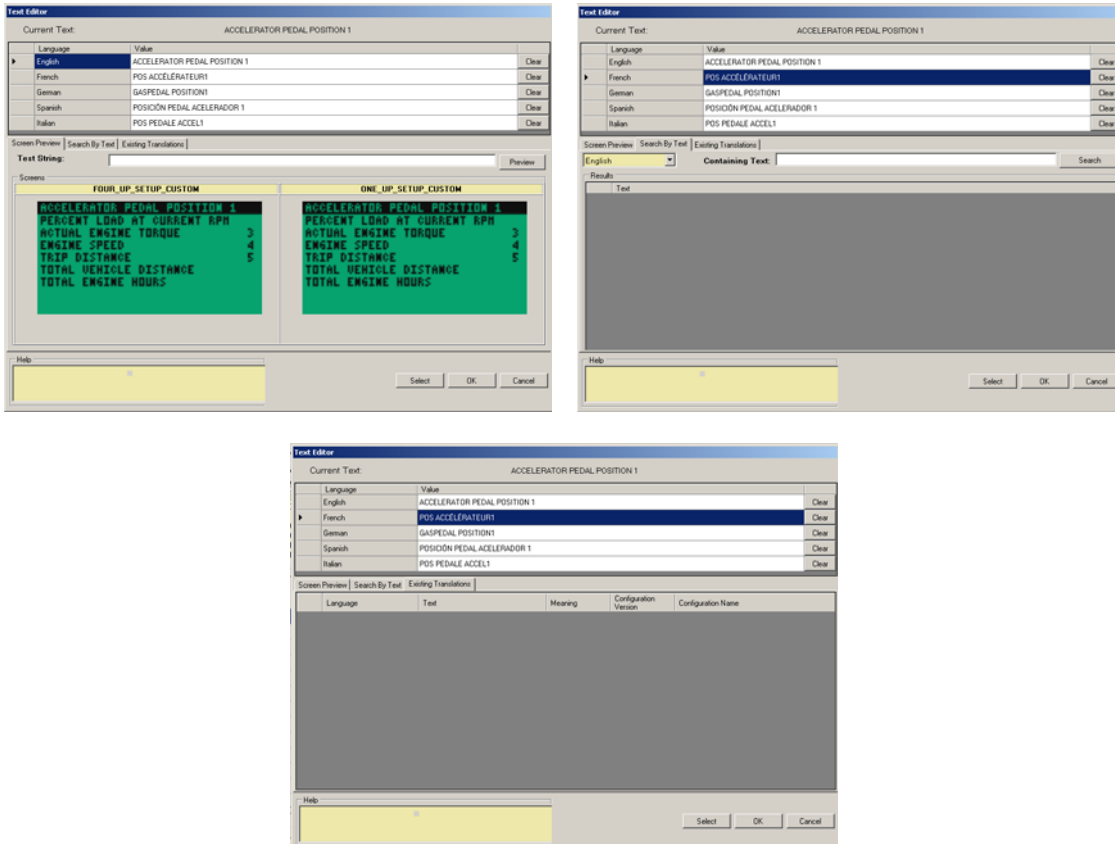 Text Editor
Current Text: ACCELERATOR PEDAL POSITION 1
Language Value
English ACCELERATOR PEDAL POSITION 1 Clear
French POS ACCÉLÉRATEUR1 Clear
German GASPEDAL POSITION1 Clear
Spanish POSICIÓN PEDAL ACELERADOR 1 Clear
Italian POS PEDALE ACCEL1 Clear
Screen Preview Search By Text Existing Translations
Test String: Preview
Screens
FOUR_UP_SETUP_CUSTOM ONE_UP_SETUP_CUSTOM
ACCELERATOR PEDAL POSITION 1 ACCELERATOR PEDAL POSITION 1
PERCENT LOAD AT CURRENT RPM PERCENT LOAD AT CURRENT RPM
ACTUAL ENGINE TORQUE 3 ACTUAL ENGINE TORQUE 3
ENGINE SPEED 4 ENGINE SPEED 4
TRIP DISTANCE 5 TRIP DISTANCE 5
TOTAL VEHICLE DISTANCE TOTAL VEHICLE DISTANCE
TOTAL ENGINE HOURS TOTAL ENGINE HOURS
Help
Select OK Cancel
Text Editor
Current Text: ACCELERATOR PEDAL POSITION 1
Language Value
English ACCELERATOR PEDAL POSITION 1 Clear
French POS ACCÉLÉRATEUR1 Clear
German GASPEDAL POSITION1 Clear
Spanish POSICIÓN PEDAL ACELERADOR 1 Clear
Italian POS PEDALE ACCEL1 Clear
Screen Preview Search By Text Existing Translations
English Containing Text: Search
Results
Text
Help
Select OK Cancel
Text Editor
Current Text: ACCELERATOR PEDAL POSITION 1
Language Value
English ACCELERATOR PEDAL POSITION 1 Clear
French POS ACCÉLÉRATEUR1 Clear
German GASPEDAL POSITION1 Clear
Spanish POSICIÓN PEDAL ACELERADOR 1 Clear
Italian POS PEDALE ACCEL1 Clear
Screen Preview Search By Text Existing Translations
Language Text Meaning Configuration Version Configuration Name
Help
Select OK Cancel